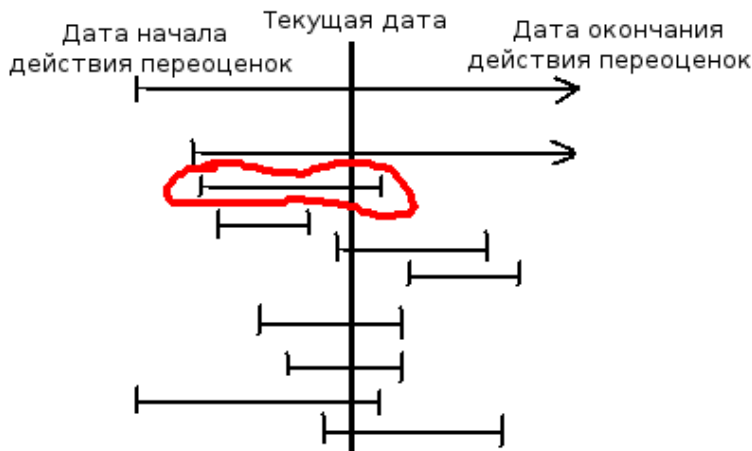 Дата начала
действия переоценок
Текущая дата
Дата окончания
действия переоценок